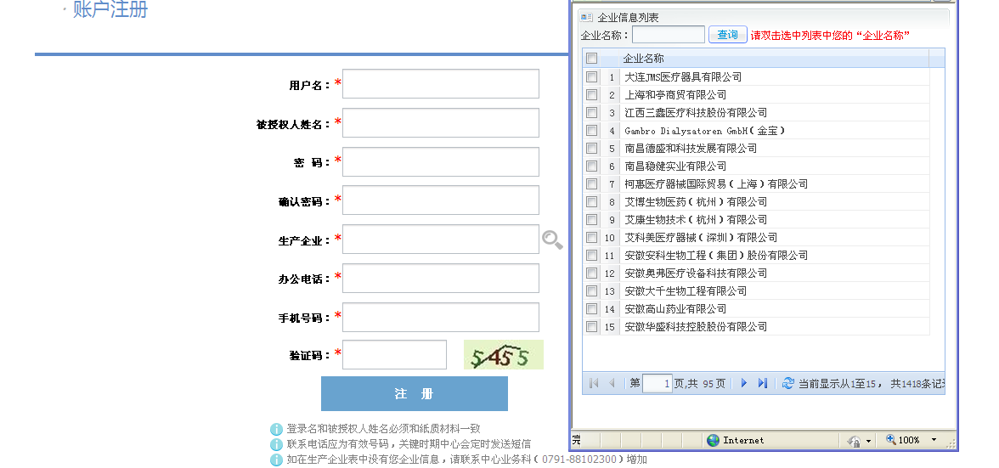 · 账户注册
用户名：*
被授权人姓名：*
密 码：*
确认密码：*
生产企业：*
办公电话：*
手机号码：*
验证码：*
5455
注 册
登录名和被授权人姓名必须和纸质材料一致
联系电话应为有效号码，关键时期中心会定时发送短信
如在生产企业表中没有您企业信息，请联系中心业务科（0791-88102300）增加
企业信息列表
企业名称： 查询 请双击选中列表中您的“企业名称”
企业名称
1 大连JMS医疗器具有限公司
2 上海和亭商贸有限公司
3 江西三鑫医疗科技股份有限公司
4 Gambro Dialysatoren GmbH（金宝）
5 南昌德盛和科技发展有限公司
6 南昌稳健实业有限公司
7 柯惠医疗器械国际贸易（上海）有限公司
8 艾博生物医药（杭州）有限公司
9 艾康生物技术（杭州）有限公司
10 艾科美医疗器械（深圳）有限公司
11 安徽安科生物工程（集团）股份有限公司
12 安徽奥弗医疗设备科技有限公司
13 安徽大千生物工程有限公司
14 安徽高山药业有限公司
15 安徽华盛科技控股股份有限公司
第 1 页,共 95 页 当前显示从1至15， 共1418条记录
完 Internet 100%